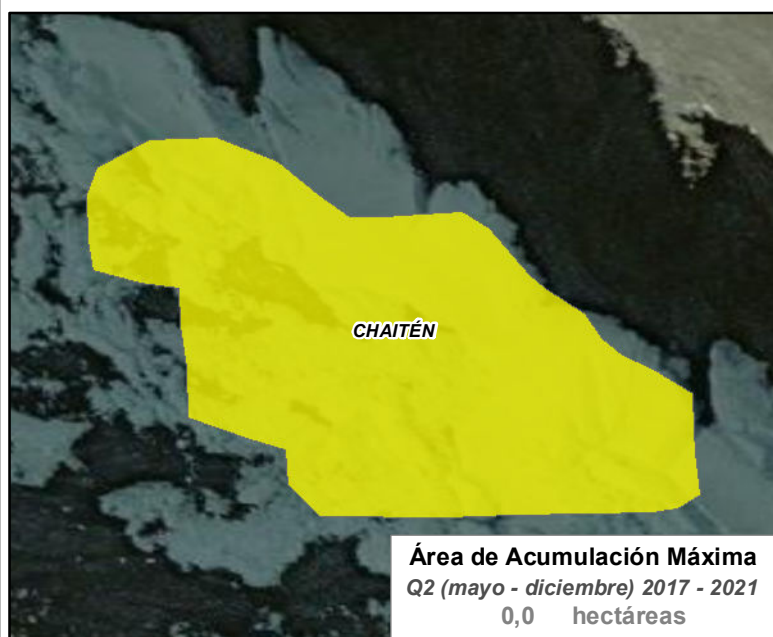 CHAITÉN
Área de Acumulación Máxima
Q2 (mayo - diciembre) 2017 - 2021
0,0 hectáreas